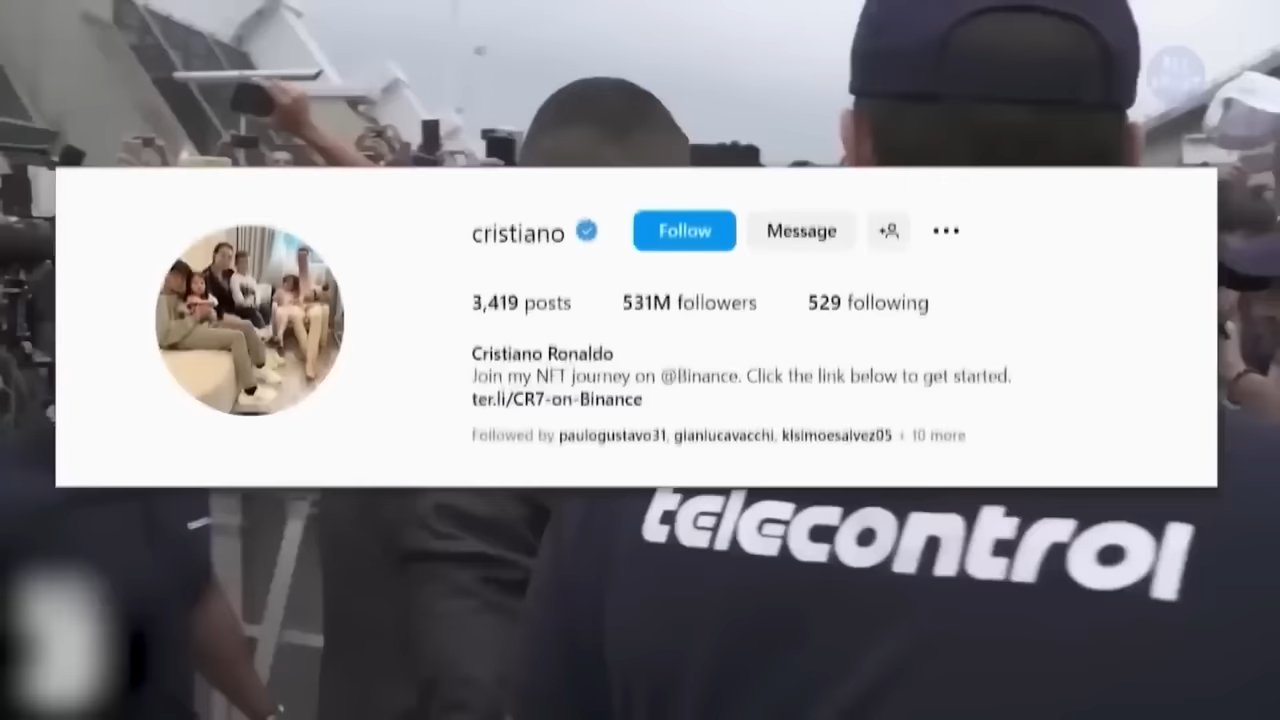 cristiano Follow Message
3,419 posts 531M followers 529 following
Cristiano Ronaldo
Join my NFT journey on @Binance. Click the link below to get started.
ter.li/CR7-on-Binance
Followed by paulogustavo31, gianlucavacchi, klsimoesalvez05 + 10 more
telecontrol